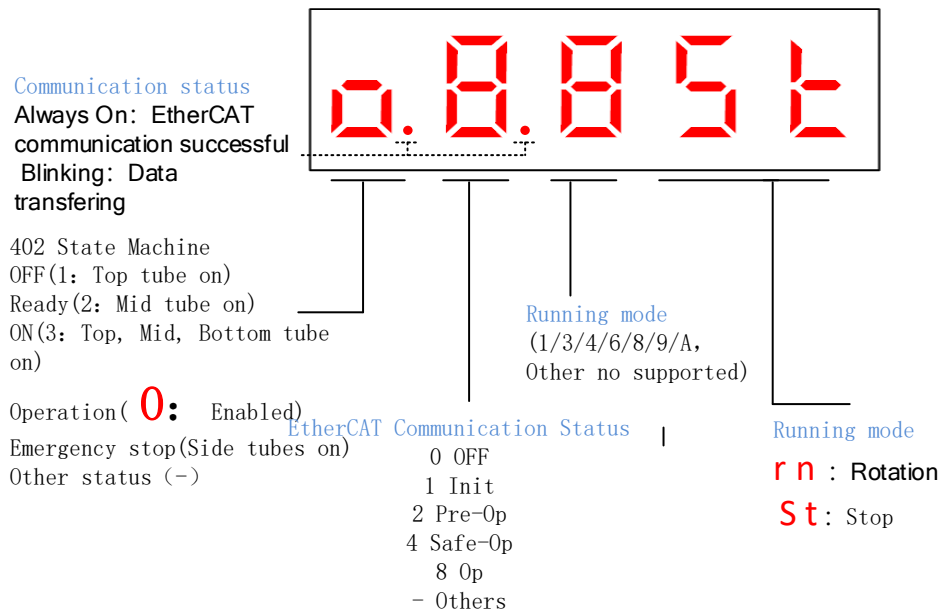 o.8.8St
Communication status
Always On: EtherCAT
communication successful
Blinking: Data
transfering
402 State Machine
OFF(1: Top tube on)
Ready(2: Mid tube on)
ON(3: Top, Mid, Bottom tube
on)
Operation( O: Enabled)
Emergency stop(Side tubes on)
Other status (-)
Running mode
(1/3/4/6/8/9/A,
Other no supported)
EtherCAT Communication Status
0 OFF
1 Init
2 Pre-Op
4 Safe-Op
8 Op
- Others
Running mode
rn : Rotation
St: Stop